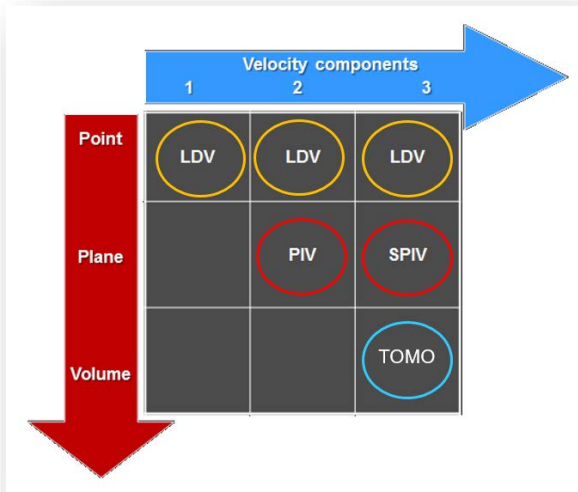 Velocity components
1 2 3
Point
LDV LDV LDV
Plane
PIV SPIV
Volume
TOMO